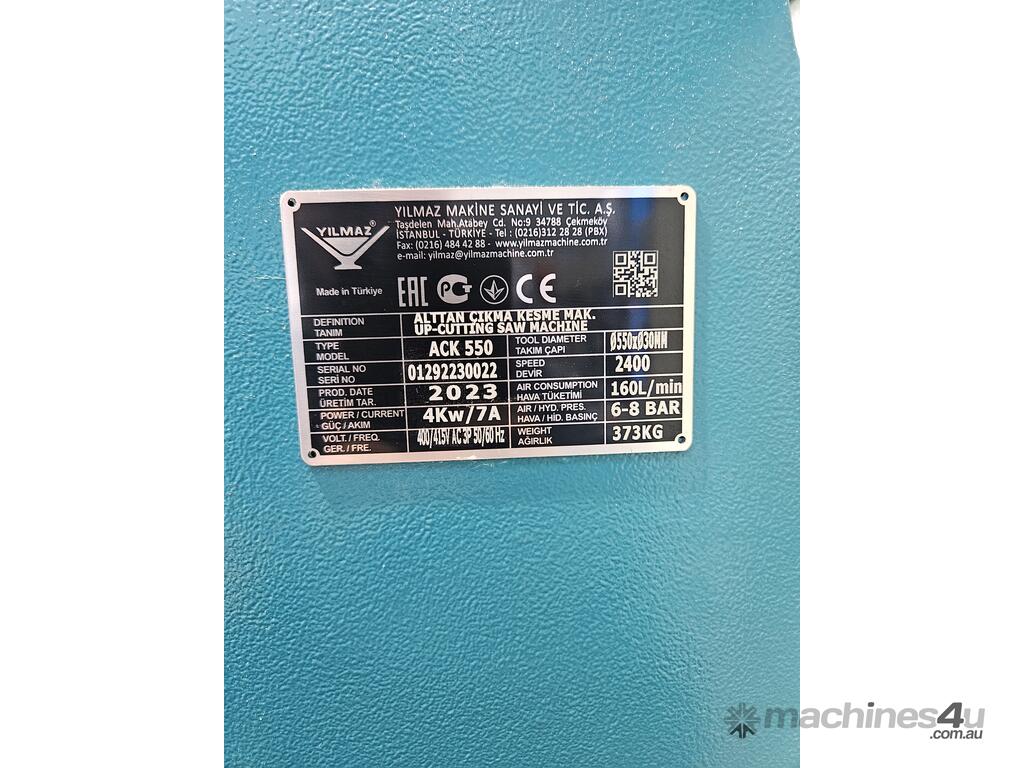 YILMAZ®
YILMAZ MAKİNE SANAYİ VE TİC. A.Ş.
Taşdelen Mah.Atabey Cd. No:9 34788 Çekmeköy
İSTANBUL - TÜRKİYE - Tel : (0216)312 28 28 (PBX)
Fax: (0216) 484 42 88 - www.yilmazmachine.com.tr
e-mail: yilmaz@yilmazmachine.com.tr
Made in Türkiye
EAC PCT CE
DEFINITION
TANIM
ALTTAN ÇIKMA KESME MAK.
UP-CUTTING SAW MACHINE
TYPE
MODEL
ACK 550
TOOL DIAMETER
TAKIM ÇAPI
Ø550xØ30MM
SERIAL NO
SERİ NO
01292230022
SPEED
DEVİR
2400
PROD. DATE
ÜRETİM TAR.
2023
AIR CONSUMPTION
HAVA TÜKETİMİ
160L/min
POWER / CURRENT
GÜÇ / AKIM
4Kw/7A
AIR / HYD. PRES.
HAVA / HİD. BASINÇ
6-8 BAR
VOLT. / FREQ.
GER. / FRE.
400/415V AC 3P 50/60 Hz
WEIGHT
AĞIRLIK
373KG
machines4u
.com.au